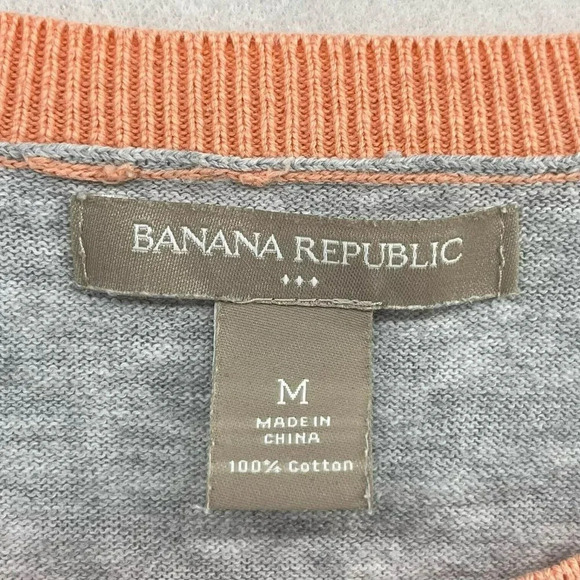 BANANA REPUBLIC
M
MADE IN
CHINA
100% Cotton